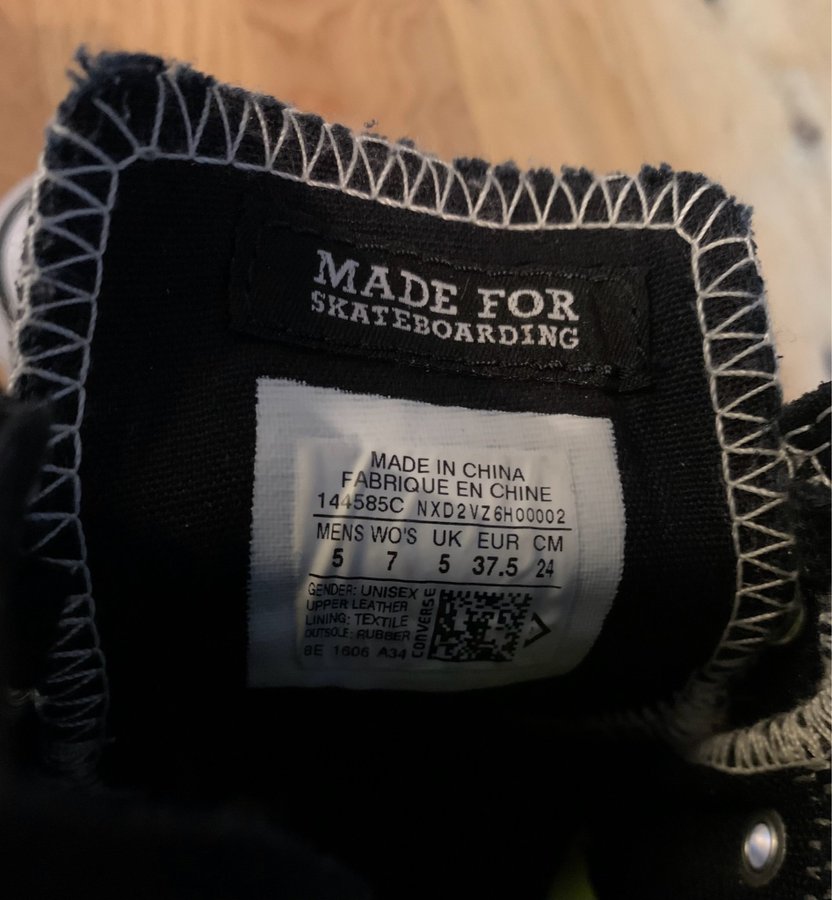 MADE FOR
SKATEBOARDING
MADE IN CHINA
FABRIQUE EN CHINE
144585C NXD2VZ6H00002
MENS WO'S UK EUR CM
5 7 5 37.5 24
GENDER: UNISEX
UPPER LEATHER
LINING: TEXTILE
OUTSOLE: RUBBER
8E 1606 A34
CONVERSE